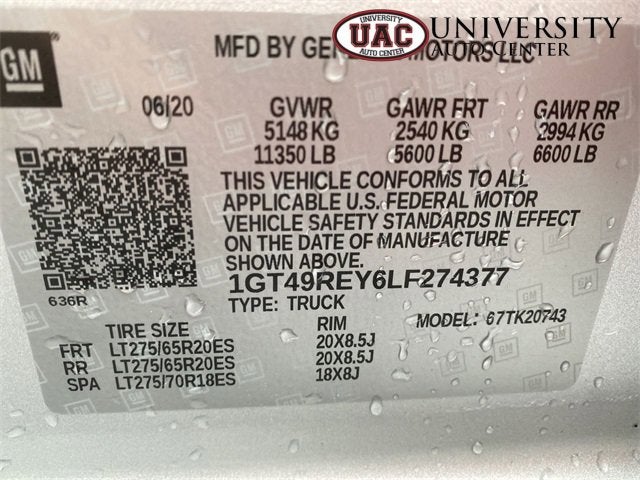 UNIVERSITY
AUTO CENTER
UNIVERSITY
UAC
AUTO CENTER
GM
MFD BY GENERAL MOTORS LLC
06/20 GVWR GAWR FRT GAWR RR
5148 KG 2540 KG 2994 KG
11350 LB 5600 LB 6600 LB
THIS VEHICLE CONFORMS TO ALL
APPLICABLE U.S. FEDERAL MOTOR
VEHICLE SAFETY STANDARDS IN EFFECT
ON THE DATE OF MANUFACTURE
SHOWN ABOVE.
1GT49REY6LF274377
636R
TYPE: TRUCK
MODEL: 67TK20743
TIRE SIZE RIM
FRT LT275/65R20ES 20X8.5J
RR LT275/65R20ES 20X8.5J
SPA LT275/70R18ES 18X8J